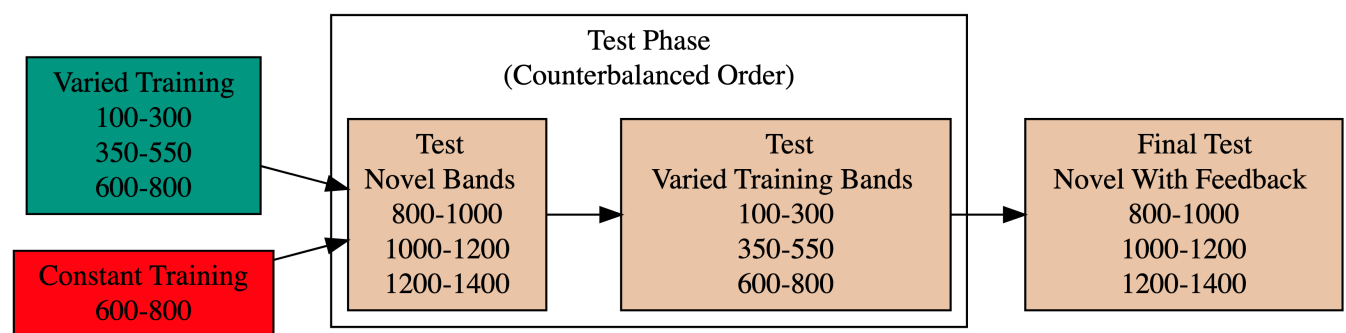 Varied Training
100-300
350-550
600-800
Constant Training
600-800
Test Phase
(Counterbalanced Order)
Test
Novel Bands
800-1000
1000-1200
1200-1400
Test
Varied Training Bands
100-300
350-550
600-800
Final Test
Novel With Feedback
800-1000
1000-1200
1200-1400